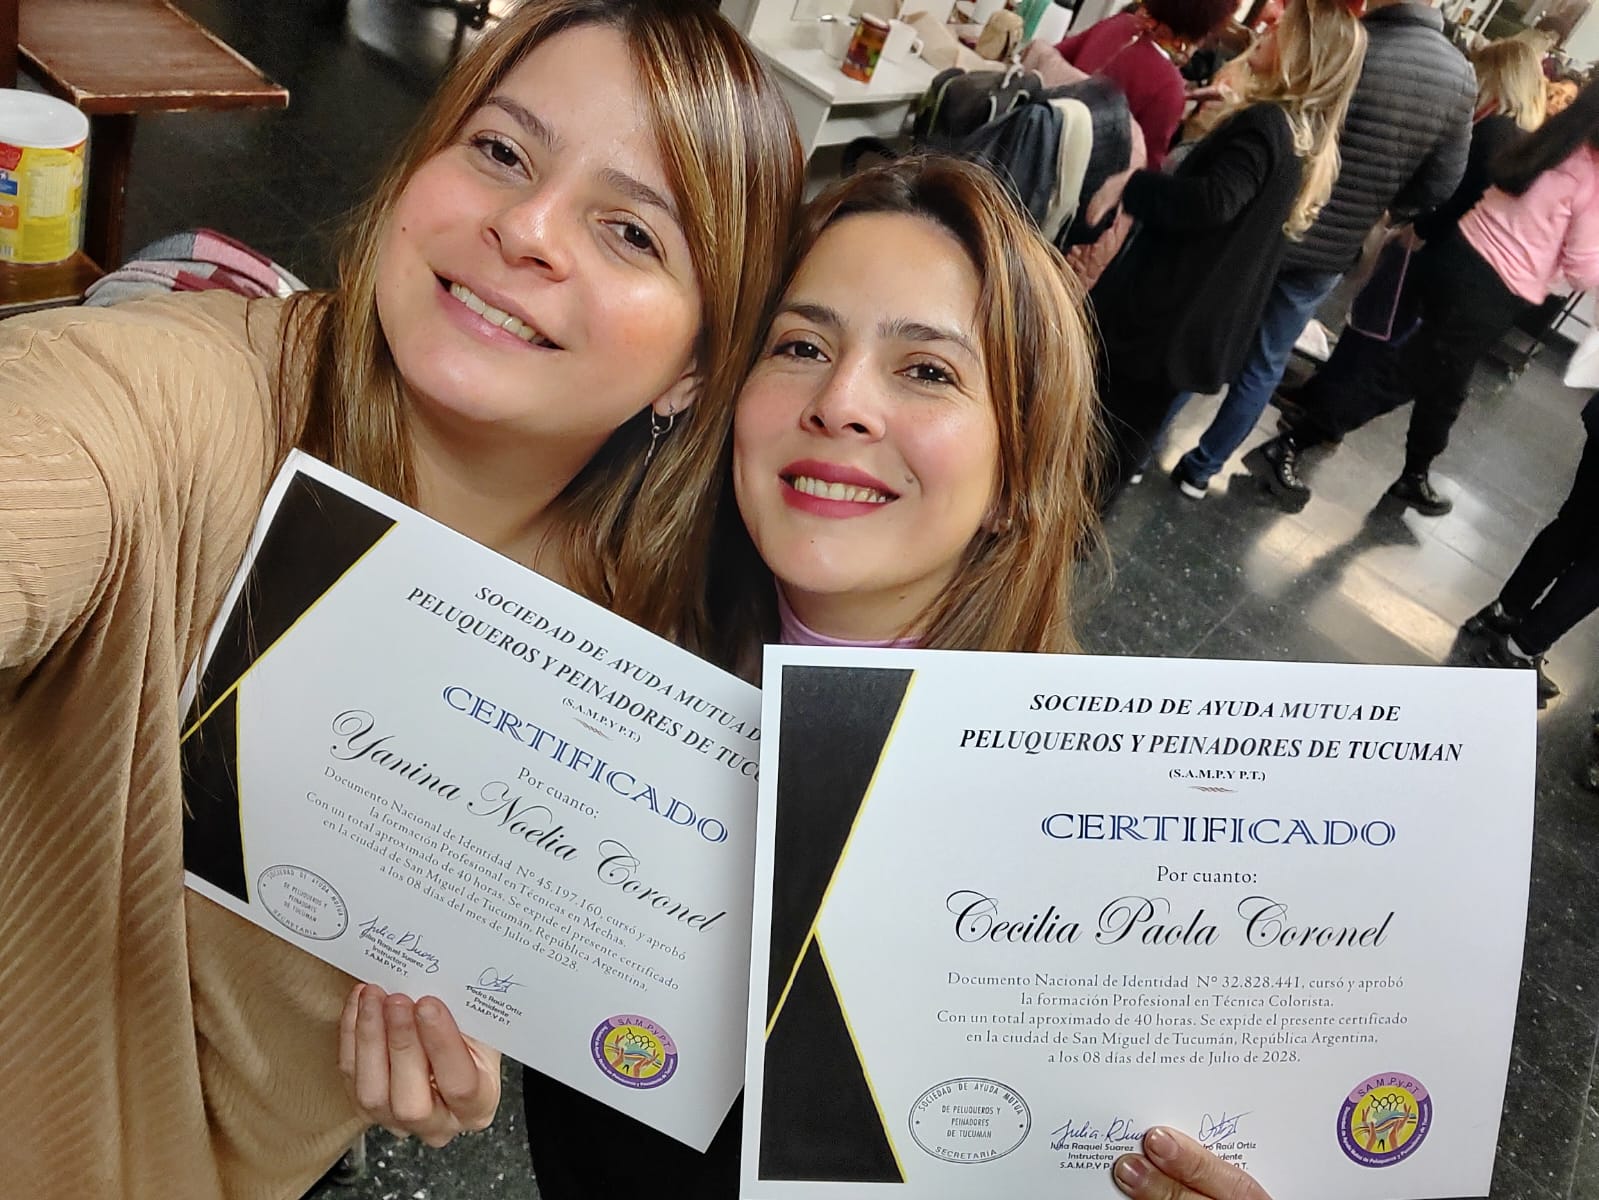 SOCIEDAD DE AYUDA MUTUA D
PELUQUEROS Y PEINADORES DE TUCU
(S.A.M.P.Y P.T.)
CERTIFICADO
Por cuanto:
Yanina Noelia Coronel
Documento Nacional de Identidad Nº 45.197.160, cursó y aprobó
la formación Profesional en Técnicas en Mechas.
Con un total aproximado de 40 horas. Se expide el presente certificado
en la ciudad de San Miguel de Tucumán, República Argentina,
a los 08 días del mes de Julio de 2028.
SOCIEDAD DE AYUDA MUTUA
DE PELUQUEROS Y
PEINADORES
DE TUCUMAN
SECRETARIA
Julia Raquel Suarez
Instructora
S.A.M.P.Y P.T.
Pedro Raúl Ortiz
Presidente
S.A.M.P.Y P.T.
S.A.M.P.y P.T.
SOCIEDAD DE AYUDA MUTUA DE
PELUQUEROS Y PEINADORES DE TUCUMAN
(S.A.M.P.Y P.T.)
CERTIFICADO
Por cuanto:
Cecilia Paola Coronel
Documento Nacional de Identidad Nº 32.828.441, cursó y aprobó
la formación Profesional en Técnica Colorista.
Con un total aproximado de 40 horas. Se expide el presente certificado
en la ciudad de San Miguel de Tucumán, República Argentina,
a los 08 días del mes de Julio de 2028.
SOCIEDAD DE AYUDA MUTUA
DE PELUQUEROS Y
PEINADORES
DE TUCUMAN
SECRETARIA
Julia Raquel Suarez
Instructora
S.A.M.P.Y P
ro Raúl Ortiz
idente
P.T.
S.A.M.P.y P.T.